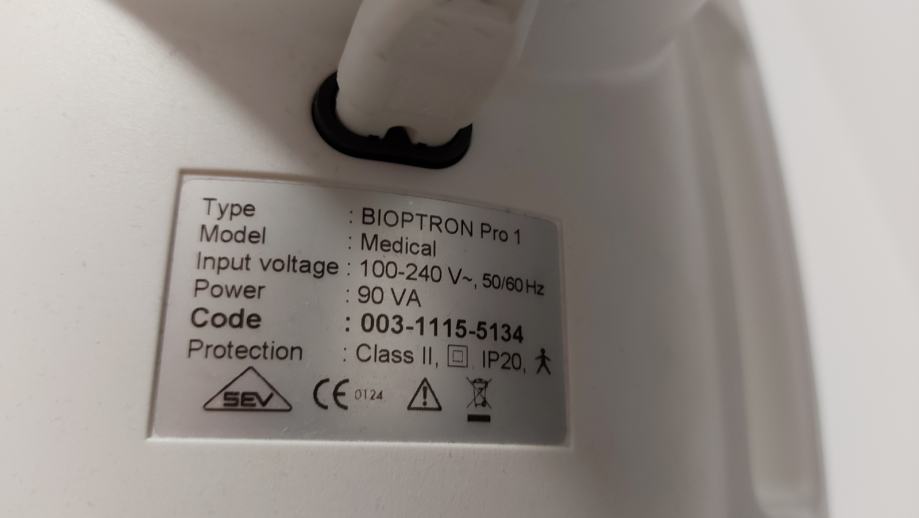 Type : BIOPTRON Pro 1
Model : Medical
Input voltage : 100-240 V~, 50/60 Hz
Power : 90 VA
Code : 003-1115-5134
Protection : Class II, IP20,
SEV CE 0124